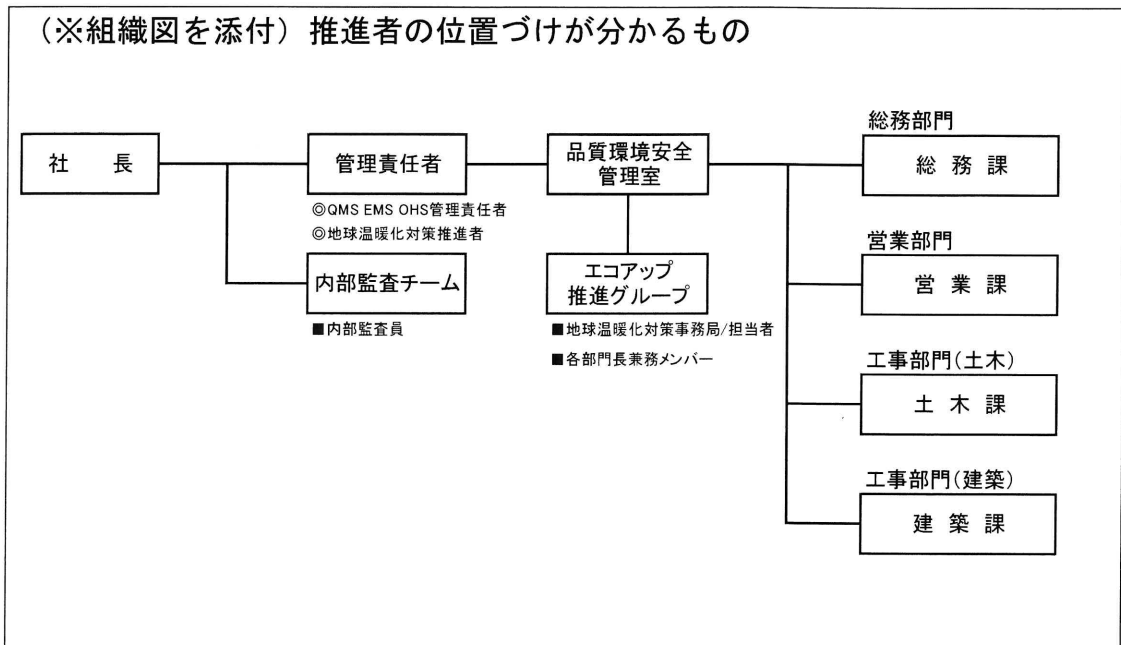 (※組織図を添付) 推進者の位置づけが分かるもの
社　長
管理責任者
◎QMS EMS OHS管理責任者
◎地球温暖化対策推進者
内部監査チーム
■内部監査員
品質環境安全
管理室
エコアップ
推進グループ
■地球温暖化対策事務局/担当者
■各部門長兼務メンバー
総務部門
総 務 課
営業部門
営 業 課
工事部門(土木)
土 木 課
工事部門(建築)
建 築 課